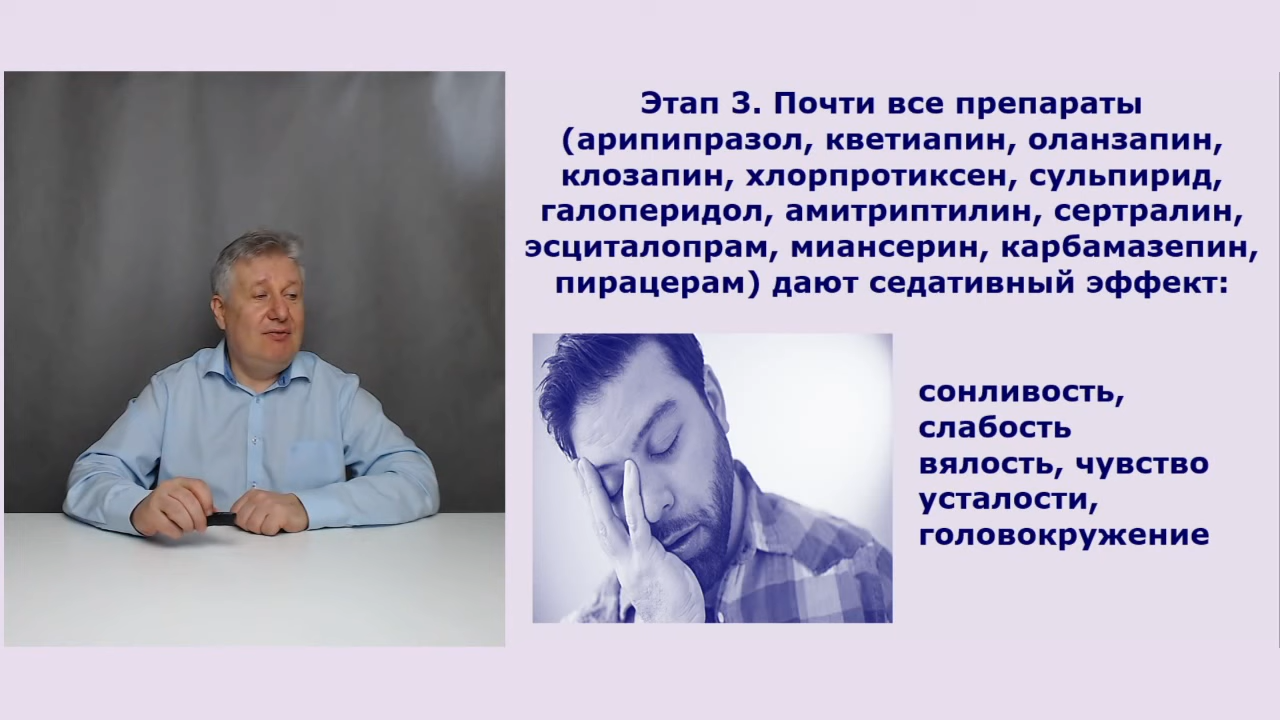 Этап 3. Почти все препараты
(арипипразол, кветиапин, оланзапин,
клозапин, хлорпротиксен, сульпирид,
галоперидол, амитриптилин, сертралин,
эсциталопрам, миансерин, карбамазепин,
пирацерам) дают седативный эффект:
сонливость,
слабость
вялость, чувство
усталости,
головокружение